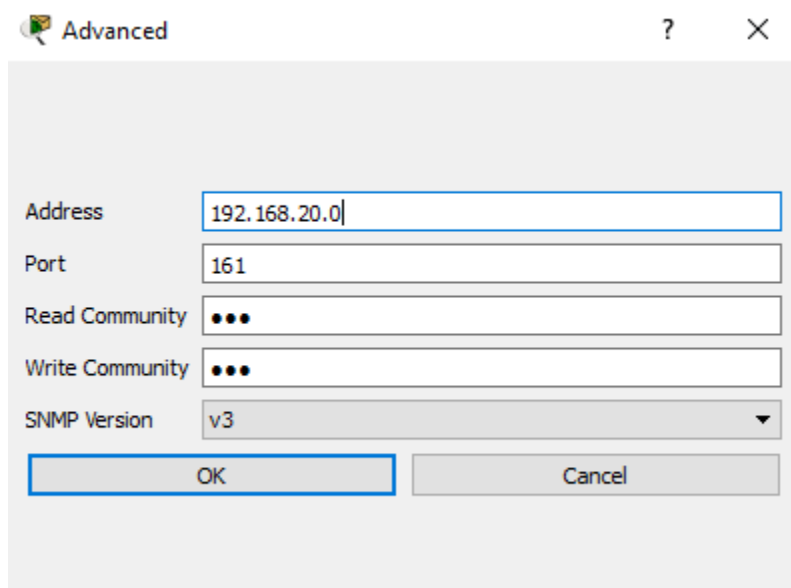 Advanced ?
Address 192.168.20.0
Port 161
Read Community •••
Write Community •••
SNMP Version v3
OK Cancel